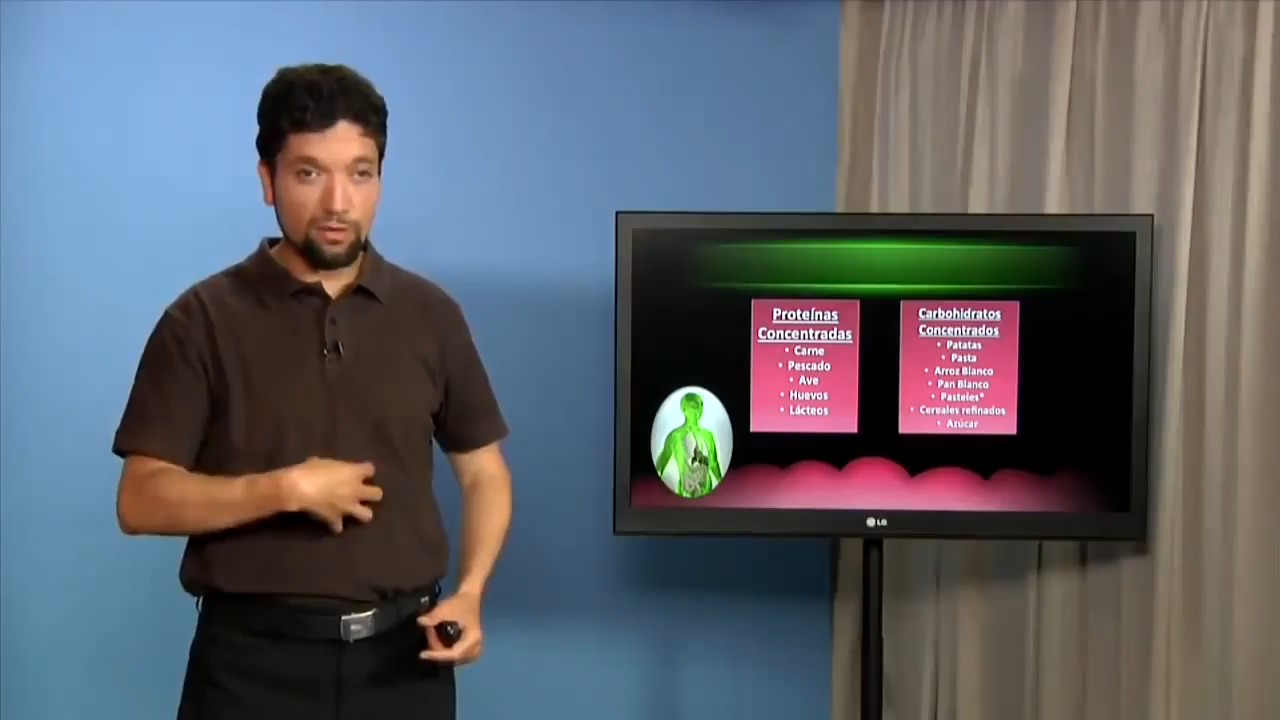 Proteínas
Concentradas
• Carne
• Pescado
• Ave
• Huevos
• Lácteos
Carbohidratos
Concentrados
• Patatas
• Pasta
• Arroz Blanco
• Pan Blanco
• Pasteles*
• Cereales refinados
• Azúcar
LG